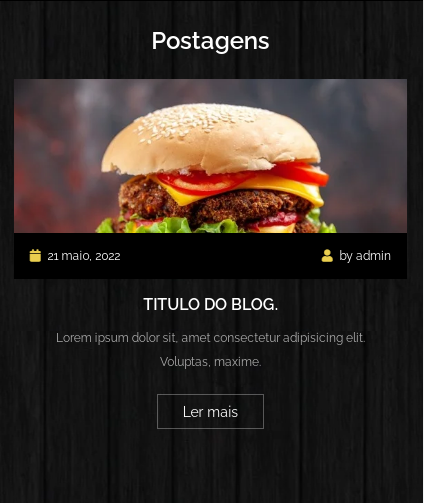 Postagens
21 maio, 2022
by admin
TITULO DO BLOG.
Lorem ipsum dolor sit, amet consectetur adipisicing elit.
Voluptas, maxime.
Ler mais